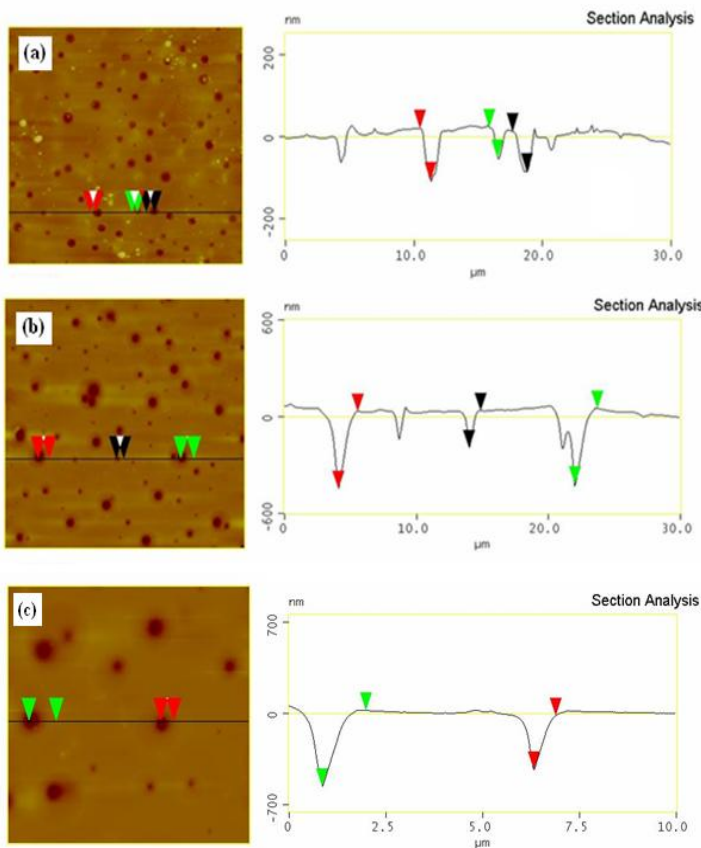 (a)
Section Analysis
nm
200
0
-200
0 10.0 20.0 30.0
µm
(b)
Section Analysis
nm
600
0
-600
0 10.0 20.0 30.0
µm
(c)
Section Analysis
nm
700
0
-700
0 2.5 5.0 7.5 10.0
µm